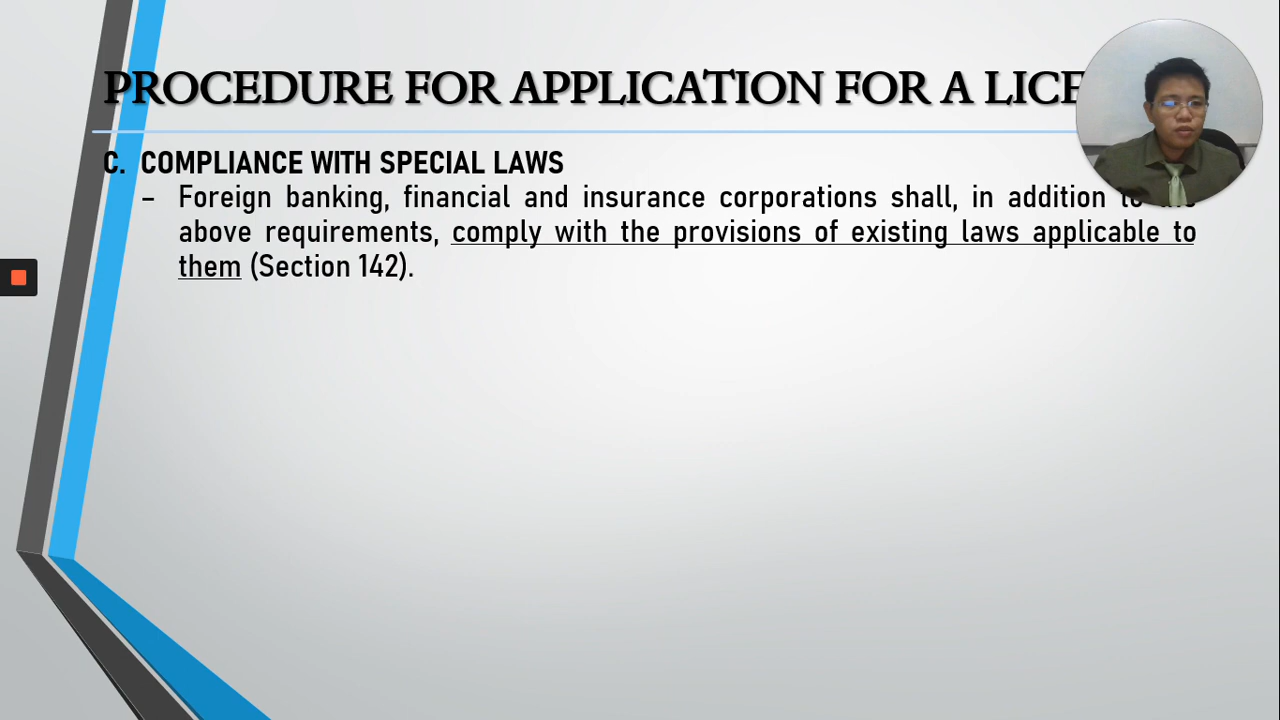 PROCEDURE FOR APPLICATION FOR A
C. COMPLIANCE WITH SPECIAL LAWS
– Foreign banking, financial and insurance corporations shall, in addition
above requirements, comply with the provisions of existing laws applicable to
them (Section 142).